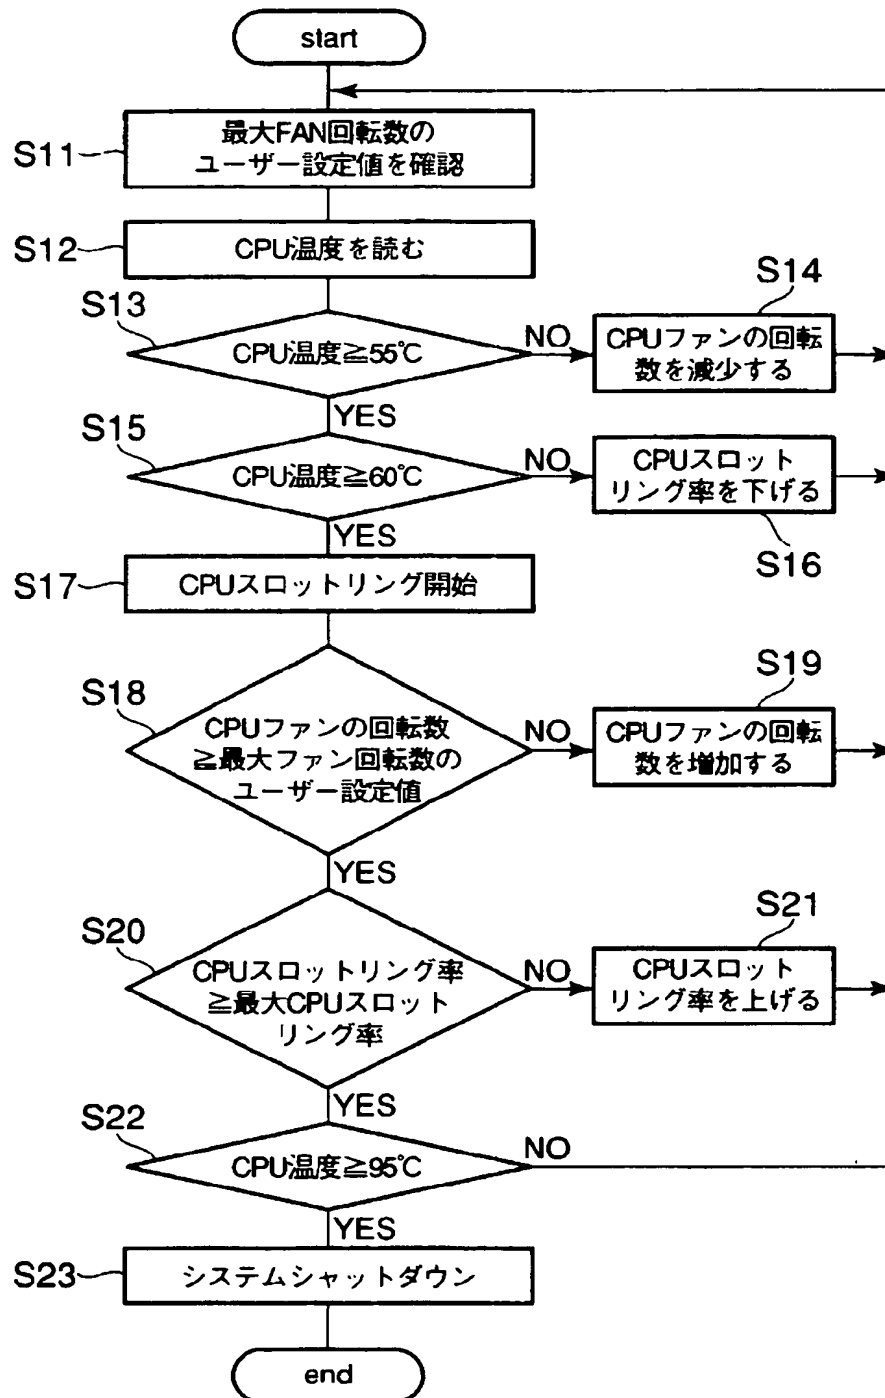 start
S11
最大FAN回転数の
ユーザー設定値を確認
S12
CPU温度を読む
S13
CPU温度≧55℃
NO
S14
CPUファンの回転
数を減少する
YES
S15
CPU温度≧60℃
NO
CPUスロット
リング率を下げる
S16
YES
S17
CPUスロットリング開始
S18
CPUファンの回転数
≧最大ファン回転数の
ユーザー設定値
NO
S19
CPUファンの回転
数を増加する
YES
S20
CPUスロットリング率
≧最大CPUスロット
リング率
NO
S21
CPUスロット
リング率を上げる
YES
S22
CPU温度≧95℃
NO
YES
S23
システムシャットダウン
end